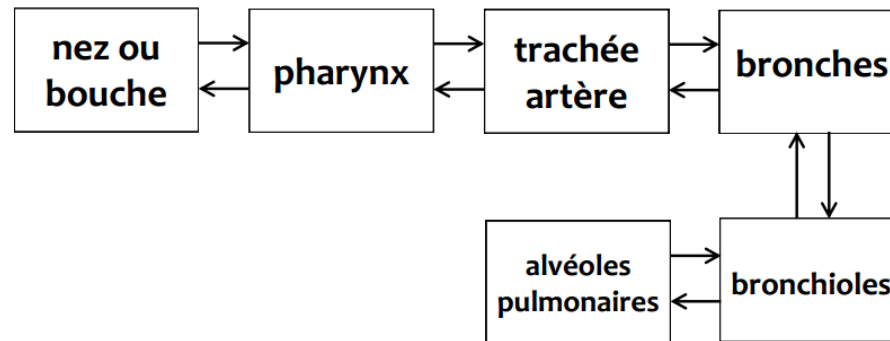 nez ou
bouche
pharynx
trachée
artère
bronches
alvéoles
pulmonaires
bronchioles